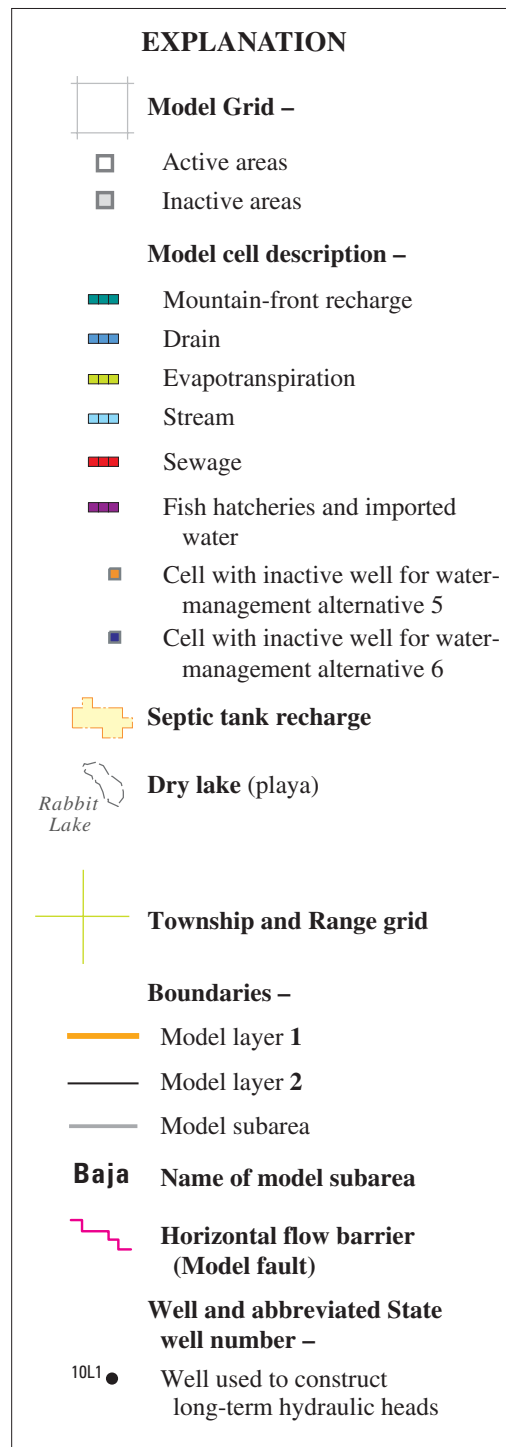 EXPLANATION
Model Grid –
Active areas
Inactive areas
Model cell description –
Mountain-front recharge
Drain
Evapotranspiration
Stream
Sewage
Fish hatcheries and imported
water
Cell with inactive well for water-
management alternative 5
Cell with inactive well for water-
management alternative 6
Septic tank recharge
Dry lake (playa)
Rabbit
Lake
Township and Range grid
Boundaries –
Model layer 1
Model layer 2
Model subarea
Baja Name of model subarea
Horizontal flow barrier
(Model fault)
Well and abbreviated State
well number –
10L1 Well used to construct
long-term hydraulic heads